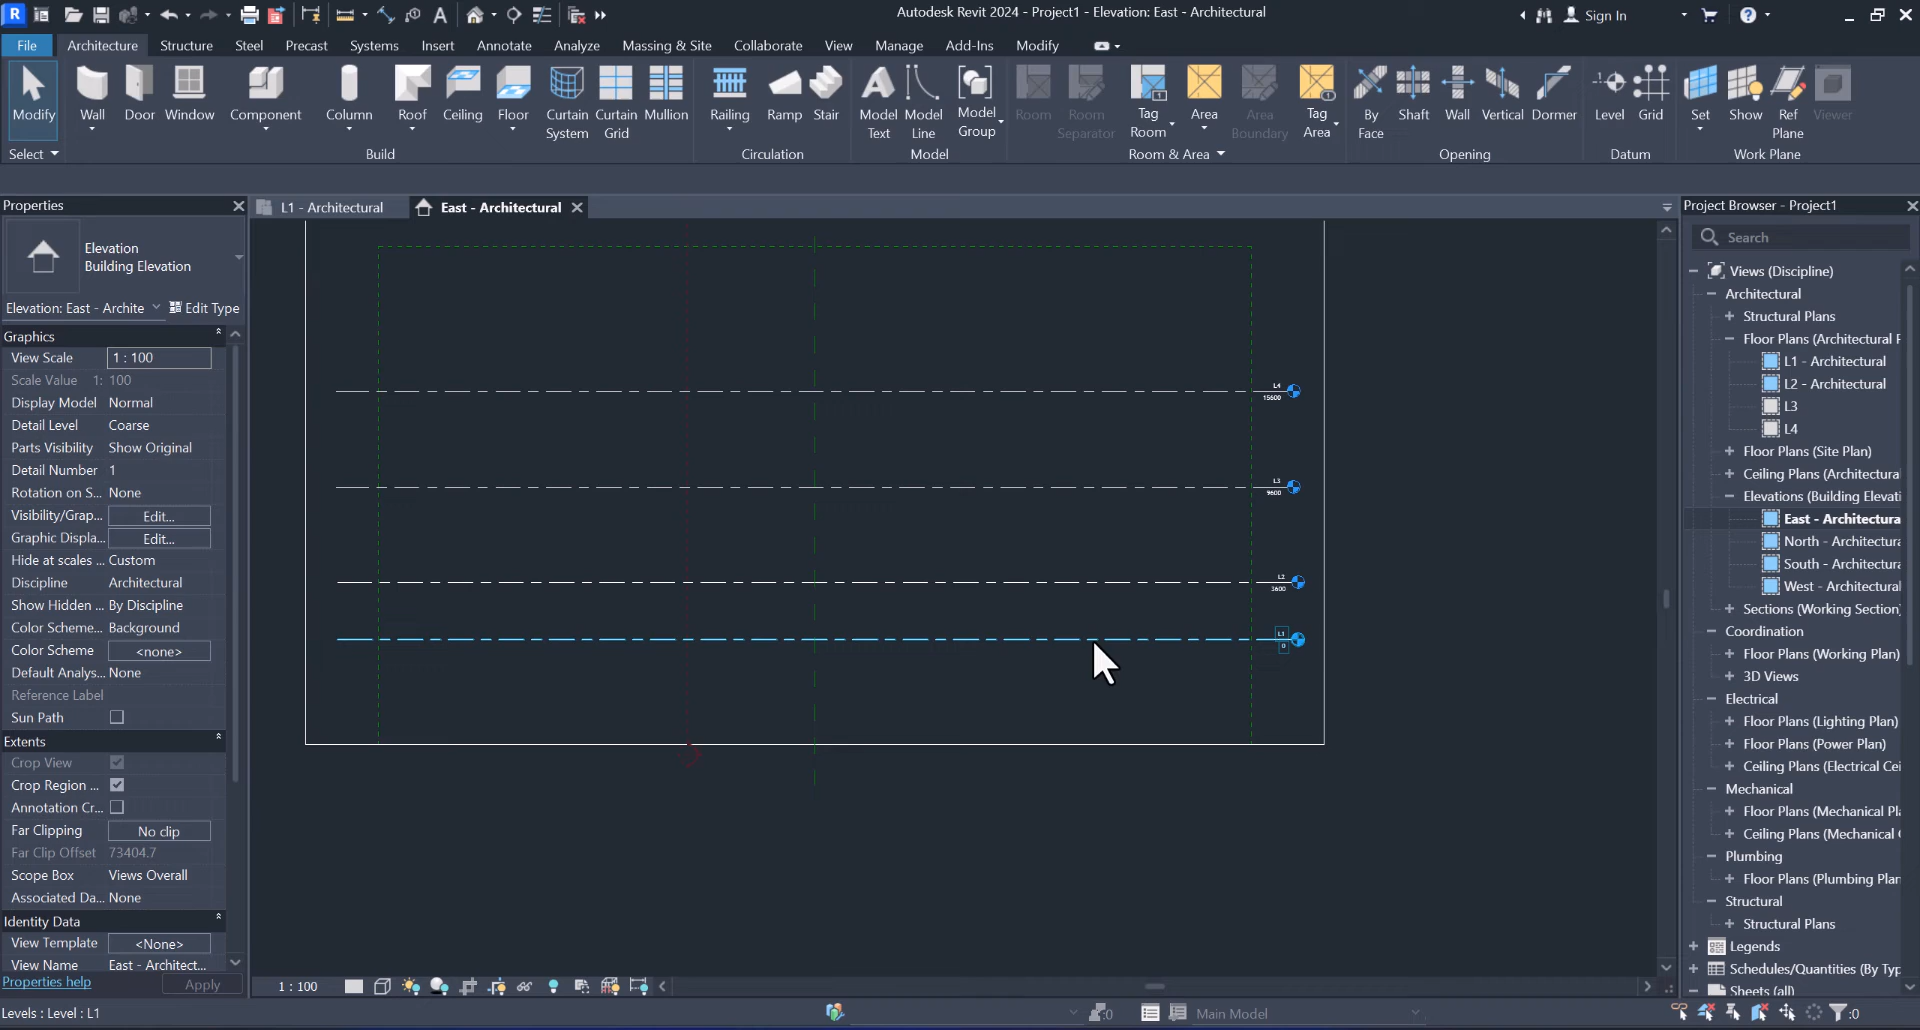 Autodesk Revit 2024 - Project1 - Elevation: East - Architectural
Sign In
File Architecture Structure Steel Precast Systems Insert Annotate Analyze Massing & Site Collaborate View Manage Add-Ins Modify
Modify Wall Door Window Component Column Roof Ceiling Floor Curtain System Curtain Grid Mullion Railing Ramp Stair Model Text Model Line Model Group Room Room Separator Tag Room Area Area Boundary Tag Area By Face Shaft Wall Vertical Dormer Level Grid Set Show Ref Plane Viewer
Select Build Circulation Model Room & Area Opening Datum Work Plane
Properties
L1 - Architectural
East - Architectural
Project Browser - Project1
Elevation
Building Elevation
Elevation: East - Archite
Edit Type
Graphics
View Scale 1 : 100
Scale Value 1: 100
Display Model Normal
Detail Level Coarse
Parts Visibility Show Original
Detail Number 1
Rotation on S... None
Visibility/Grap... Edit...
Graphic Displa... Edit...
Hide at scales ... Custom
Discipline Architectural
Show Hidden ... By Discipline
Color Scheme... Background
Color Scheme <none>
Default Analys... None
Reference Label
Sun Path
Extents
Crop View
Crop Region ...
Annotation Cr...
Far Clipping No clip
Far Clip Offset 73404.7
Scope Box Views Overall
Associated Da... None
Identity Data
View Template <None>
View Name East - Architect...
Properties help
Apply
L4
15600
L3
9600
L2
3600
L1
0
Search
Views (Discipline)
Architectural
Structural Plans
Floor Plans (Architectural P
L1 - Architectural
L2 - Architectural
L3
L4
Floor Plans (Site Plan)
Ceiling Plans (Architectura
Elevations (Building Elevati
East - Architectura
North - Architectura
South - Architectura
West - Architectural
Sections (Working Section)
Coordination
Floor Plans (Working Plan)
3D Views
Electrical
Floor Plans (Lighting Plan)
Floor Plans (Power Plan)
Ceiling Plans (Electrical Cei
Mechanical
Floor Plans (Mechanical Pla
Ceiling Plans (Mechanical C
Plumbing
Floor Plans (Plumbing Plan
Structural
Structural Plans
Legends
Schedules/Quantities (By Typ
Sheets (all)
1 : 100
Levels : Level : L1
:0
Main Model
:0